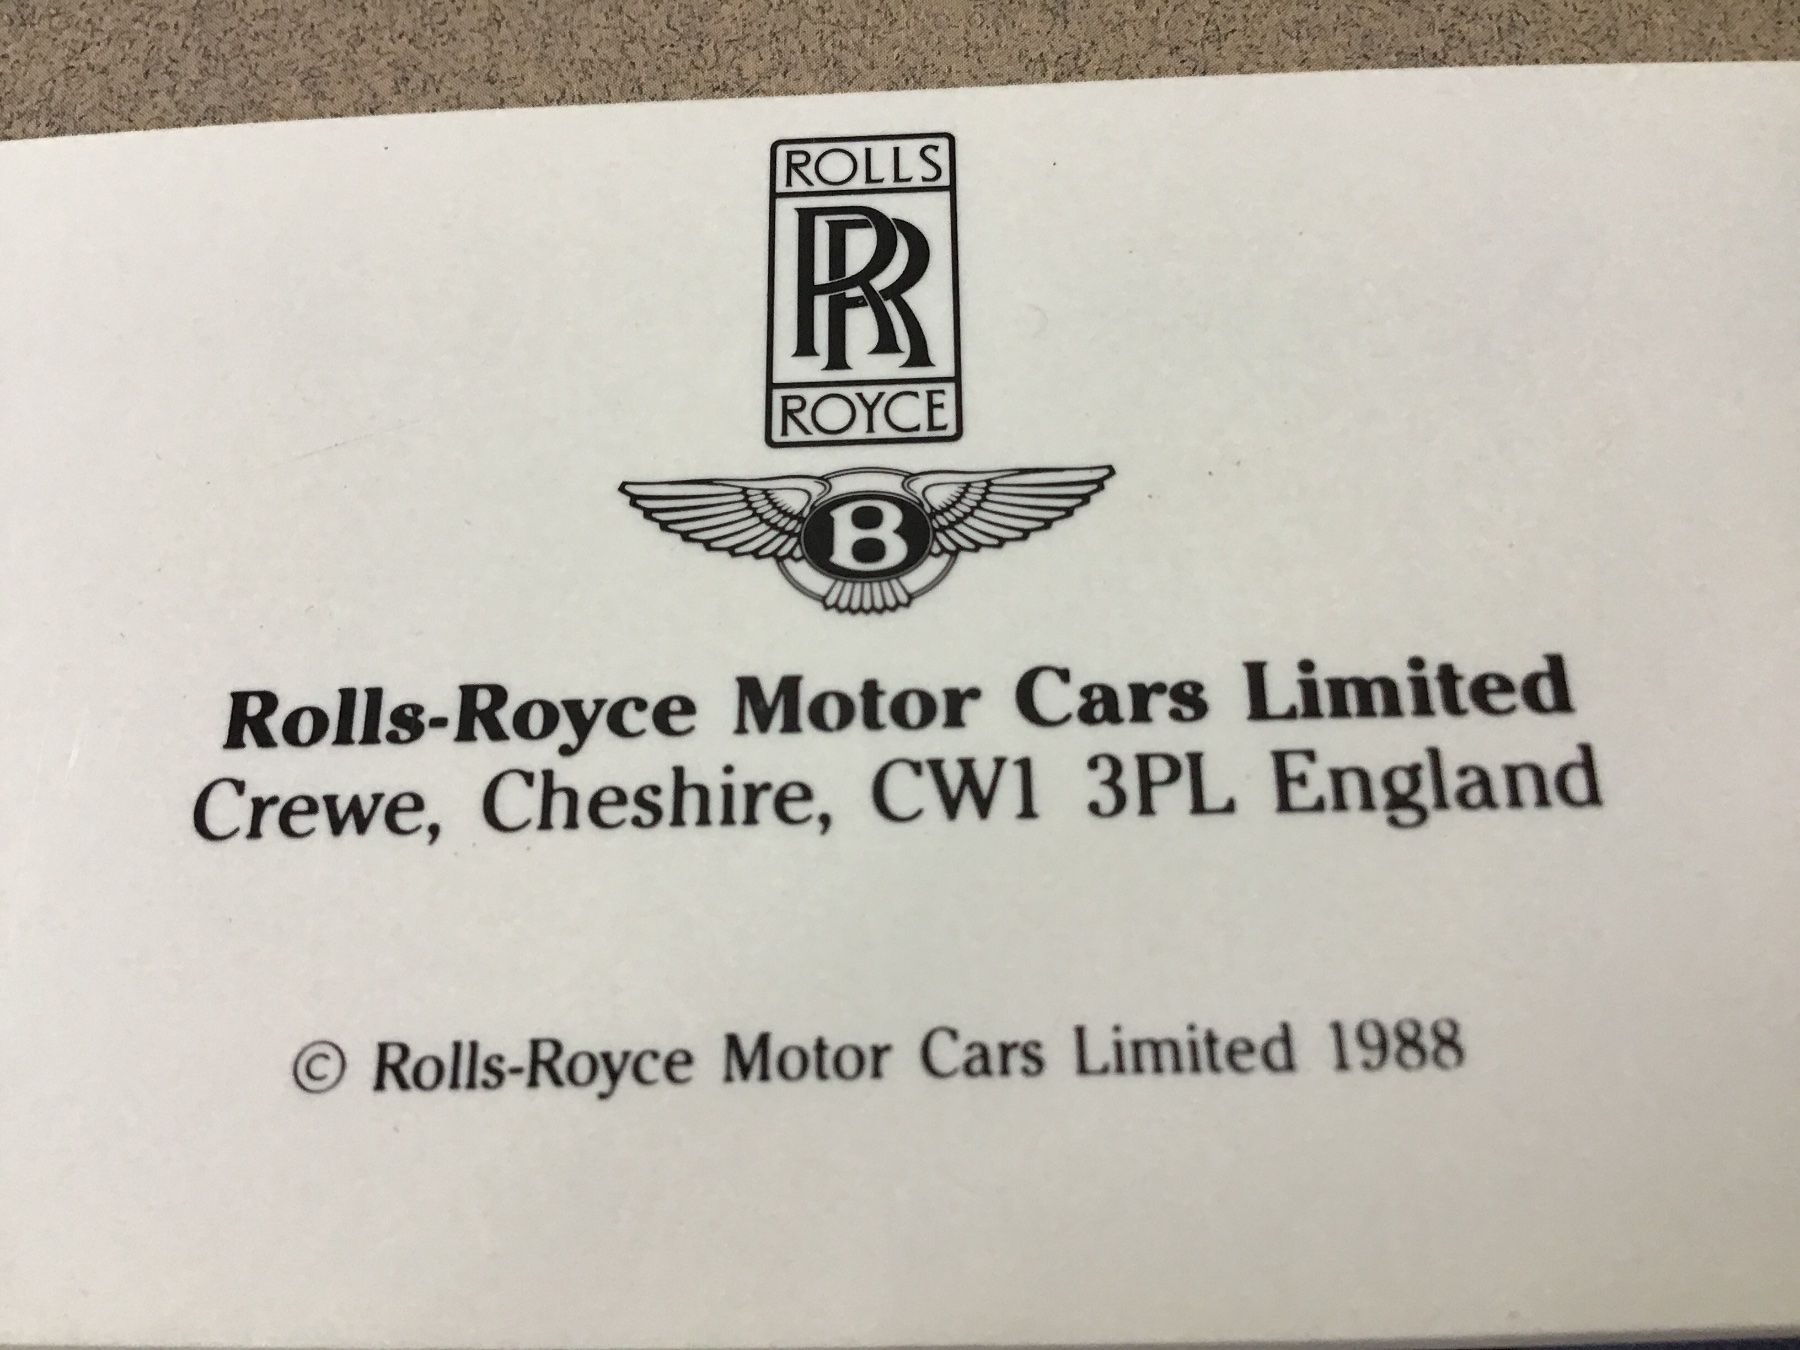 ROLLS
RR
ROYCE
B
Rolls-Royce Motor Cars Limited
Crewe, Cheshire, CW1 3PL England
© Rolls-Royce Motor Cars Limited 1988